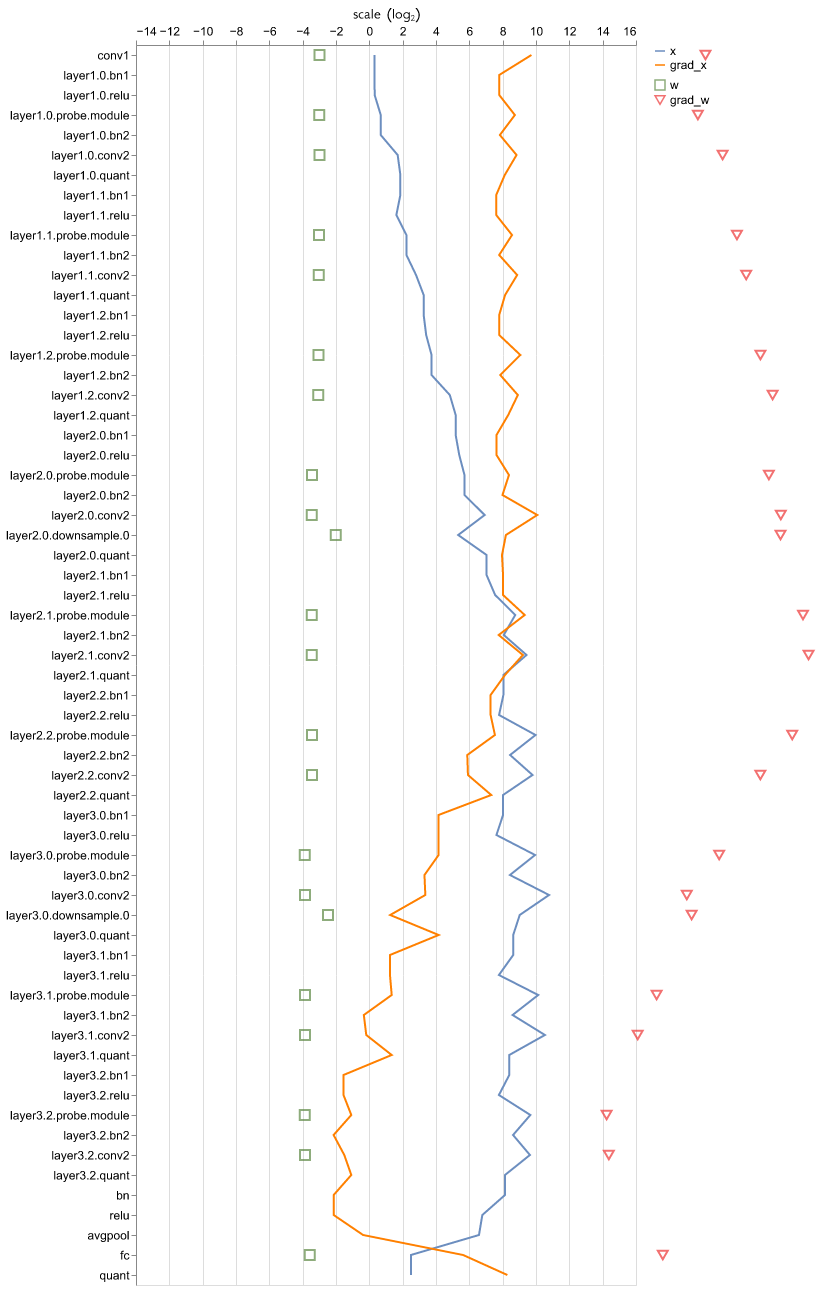 scale (log₂)
−14 −12 −10 −8 −6 −4 −2 0 2 4 6 8 10 12 14 16
conv1
x
layer1.0.bn1
grad_x
w
layer1.0.relu
grad_w
layer1.0.probe.module
layer1.0.bn2
layer1.0.conv2
layer1.0.quant
layer1.1.bn1
layer1.1.relu
layer1.1.probe.module
layer1.1.bn2
layer1.1.conv2
layer1.1.quant
layer1.2.bn1
layer1.2.relu
layer1.2.probe.module
layer1.2.bn2
layer1.2.conv2
layer1.2.quant
layer2.0.bn1
layer2.0.relu
layer2.0.probe.module
layer2.0.bn2
layer2.0.conv2
layer2.0.downsample.0
layer2.0.quant
layer2.1.bn1
layer2.1.relu
layer2.1.probe.module
layer2.1.bn2
layer2.1.conv2
layer2.1.quant
layer2.2.bn1
layer2.2.relu
layer2.2.probe.module
layer2.2.bn2
layer2.2.conv2
layer2.2.quant
layer3.0.bn1
layer3.0.relu
layer3.0.probe.module
layer3.0.bn2
layer3.0.conv2
layer3.0.downsample.0
layer3.0.quant
layer3.1.bn1
layer3.1.relu
layer3.1.probe.module
layer3.1.bn2
layer3.1.conv2
layer3.1.quant
layer3.2.bn1
layer3.2.relu
layer3.2.probe.module
layer3.2.bn2
layer3.2.conv2
layer3.2.quant
bn
relu
avgpool
fc
quant